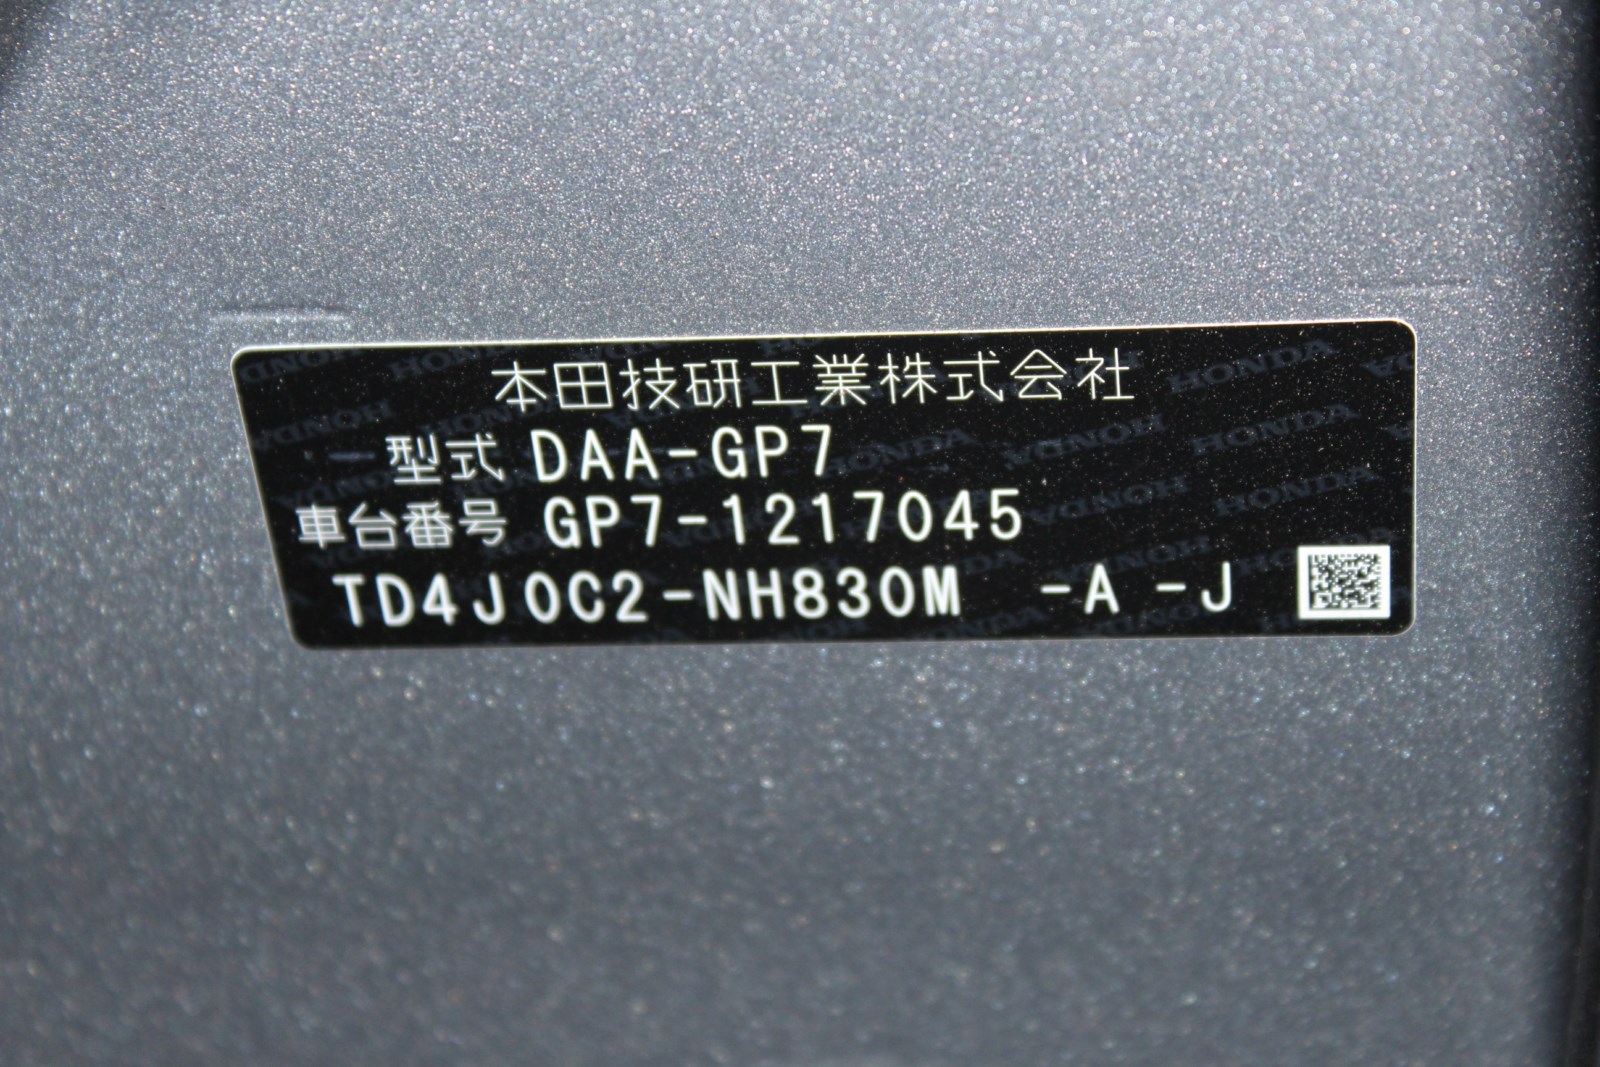 本田技研工業株式会社
型式 DAA-GP7
車台番号 GP7-1217045
TD4J0C2-NH830M -A -J